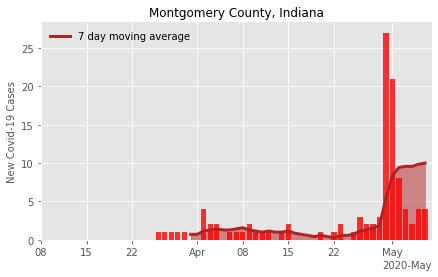 Montgomery County, Indiana
7 day moving average
New Covid-19 Cases
25
20
15
10
5
0
08 15 22 Apr 08 15 22 May
2020-May